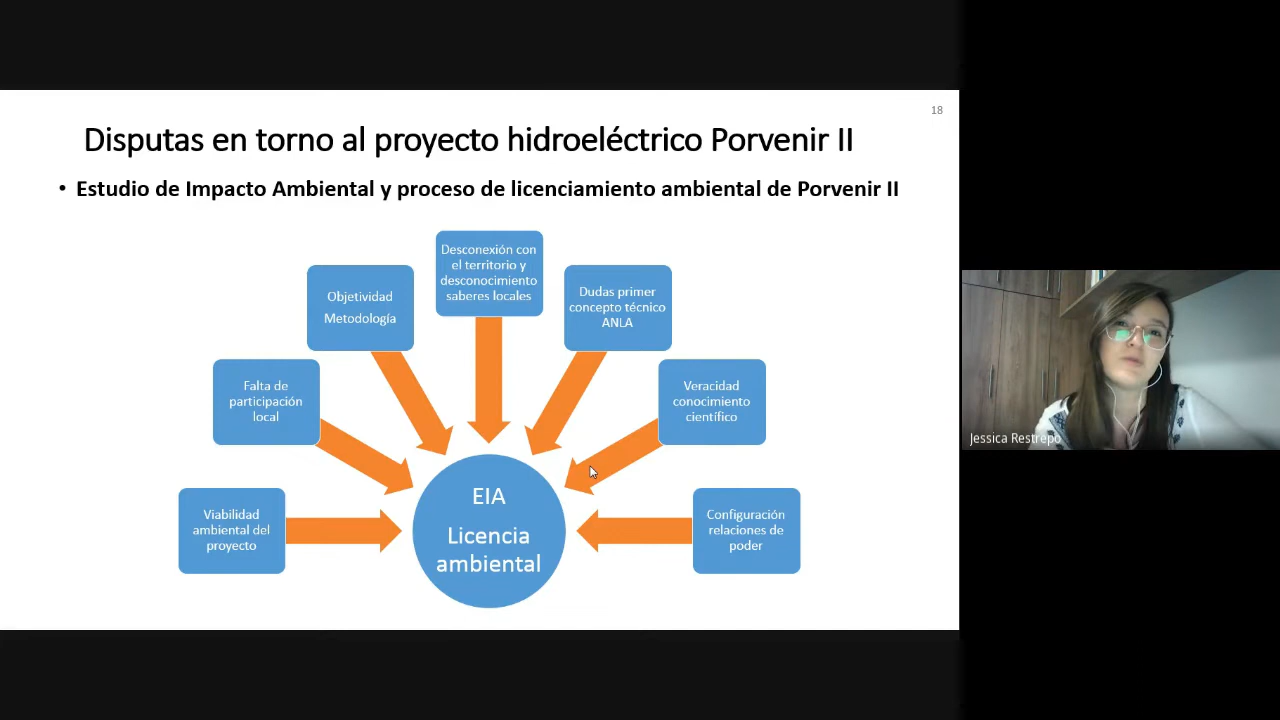 18
Disputas en torno al proyecto hidroeléctrico Porvenir II
• Estudio de Impacto Ambiental y proceso de licenciamiento ambiental de Porvenir II
Desconexión con
el territorio y
desconocimiento
saberes locales
Objetividad
Metodología
Dudas primer
concepto técnico
ANLA
Falta de
participación
local
Veracidad
conocimiento
científico
Viabilidad
ambiental del
proyecto
EIA
Licencia
ambiental
Configuración
relaciones de
poder
Jessica Restrepo